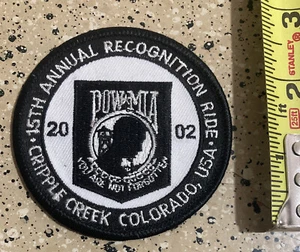 ·15TH ANNUAL RECOGNITION RIDE·
POW★MIA
20 02
YOU ARE NOT FORGOTTEN
CRIPPLE CREEK COLORADO, USA
2
3
STANLEY